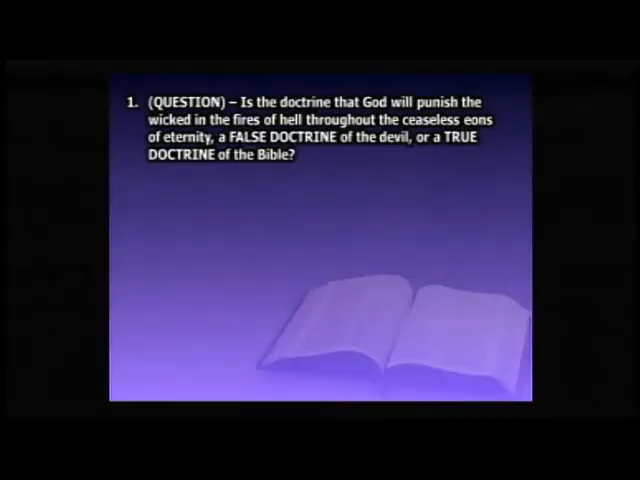 1. (QUESTION) – Is the doctrine that God will punish the
wicked in the fires of hell throughout the ceaseless eons
of eternity, a FALSE DOCTRINE of the devil, or a TRUE
DOCTRINE of the Bible?